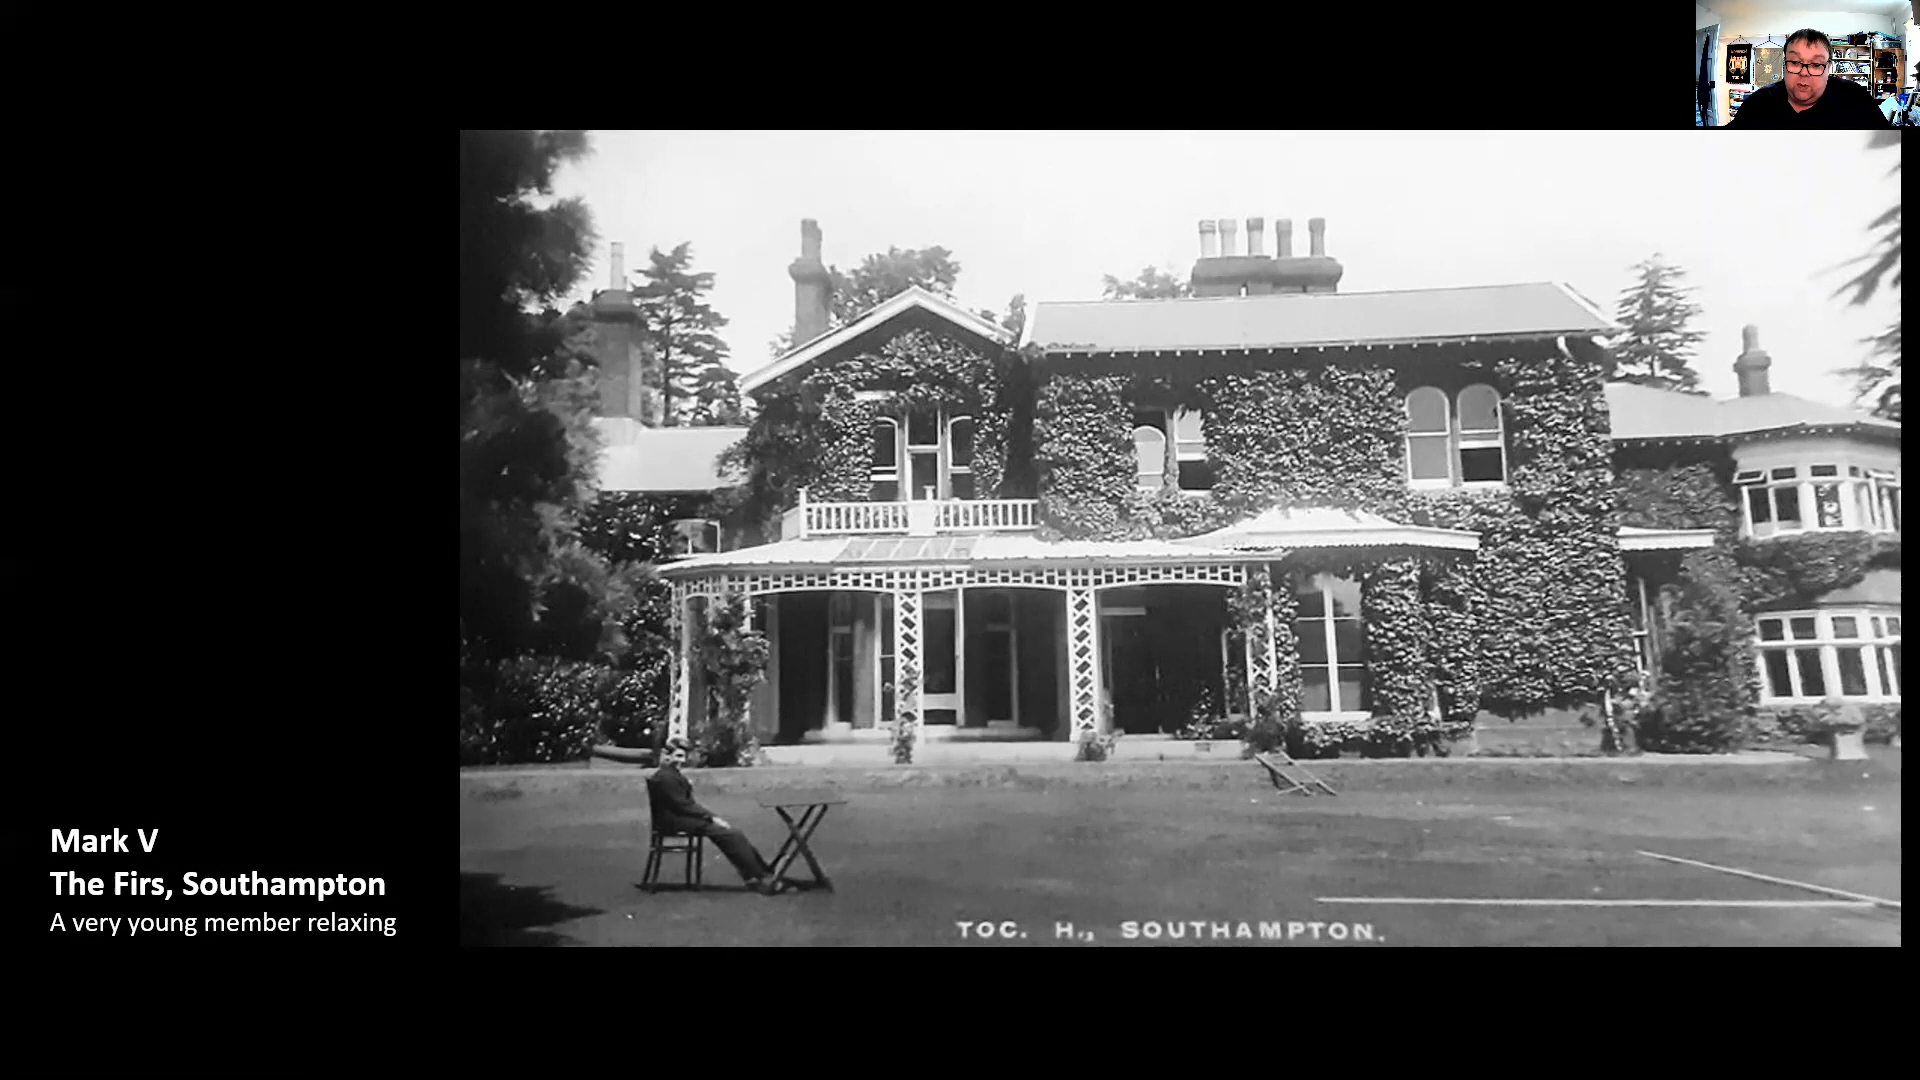 Mark V
The Firs, Southampton
A very young member relaxing
TOC. H., SOUTHAMPTON.